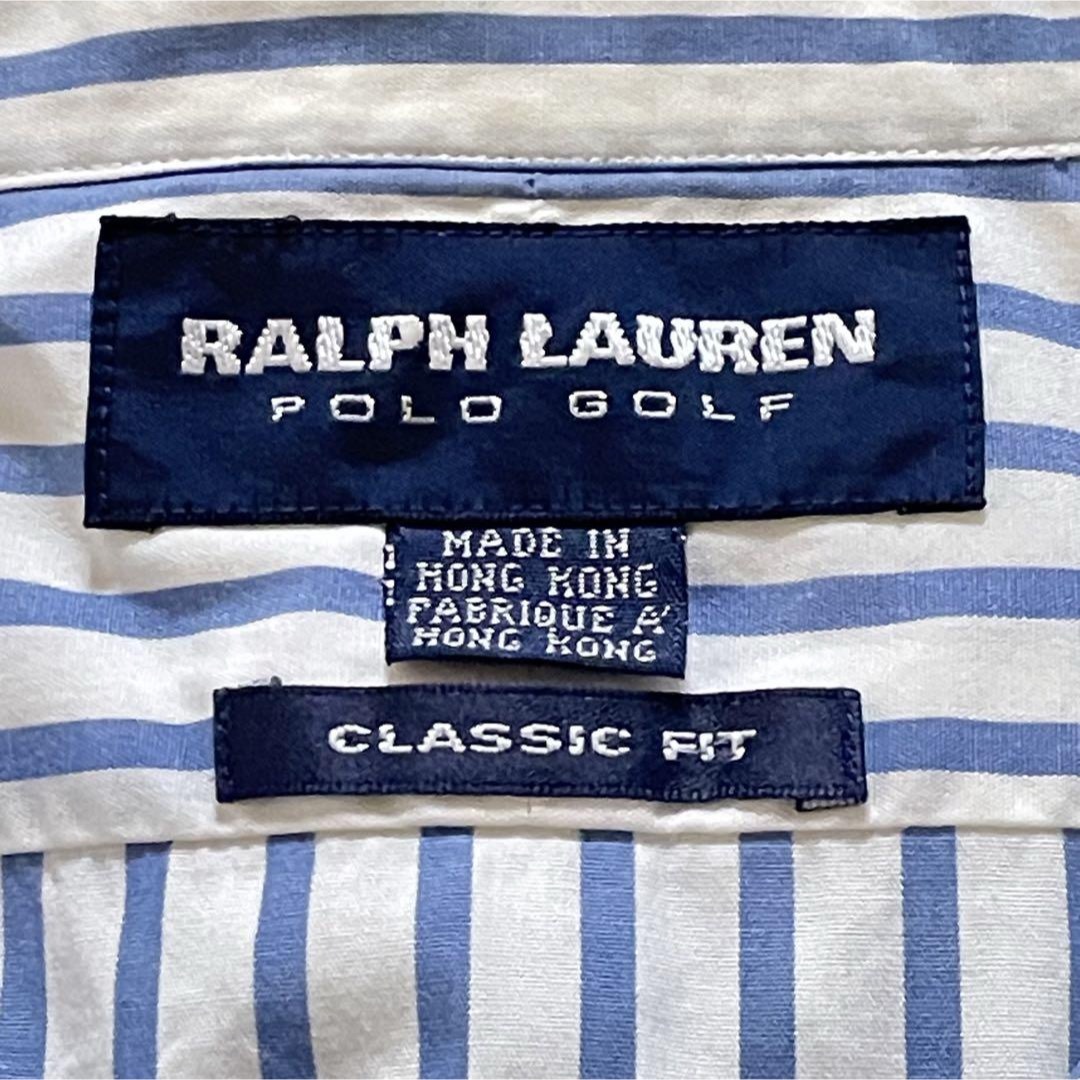 RALPH LAUREN
POLO GOLF
MADE IN
HONG KONG
FABRIQUE A'
HONG KONG
CLASSIC FIT